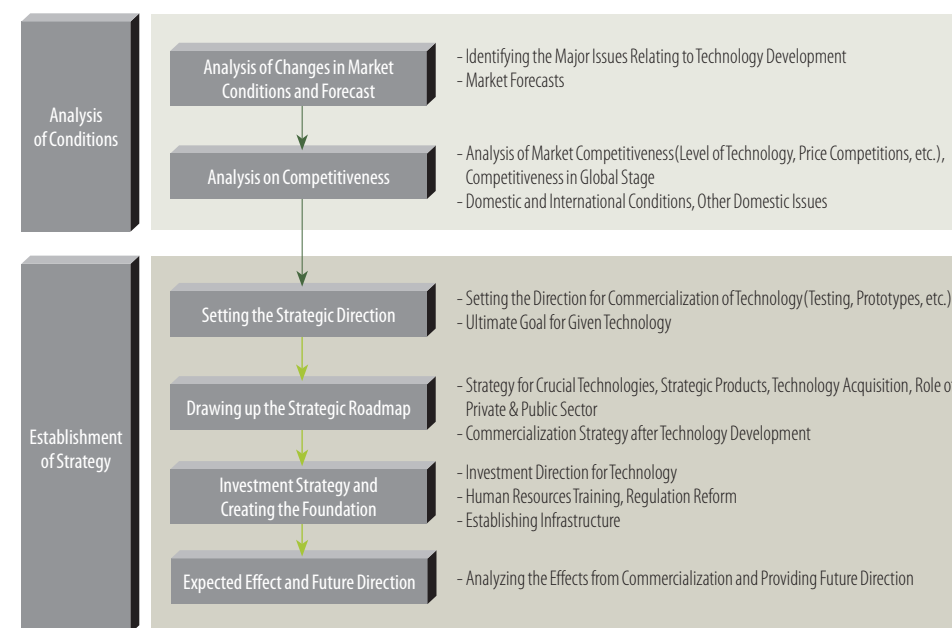 Analysis
of Conditions
Analysis of Changes in Market
Conditions and Forecast
- Identifying the Major Issues Relating to Technology Development
- Market Forecasts
Analysis on Competitiveness
- Analysis of Market Competitiveness(Level of Technology, Price Competitions, etc.),
Competitiveness in Global Stage
- Domestic and International Conditions, Other Domestic Issues
Establishment
of Strategy
Setting the Strategic Direction
- Setting the Direction for Commercialization of Technology(Testing, Prototypes, etc.)
- Ultimate Goal for Given Technology
Drawing up the Strategic Roadmap
- Strategy for Crucial Technologies, Strategic Products, Technology Acquisition, Role of
Private & Public Sector
- Commercialization Strategy after Technology Development
Investment Strategy and
Creating the Foundation
- Investment Direction for Technology
- Human Resources Training, Regulation Reform
- Establishing Infrastructure
Expected Effect and Future Direction
- Analyzing the Effects from Commercialization and Providing Future Direction